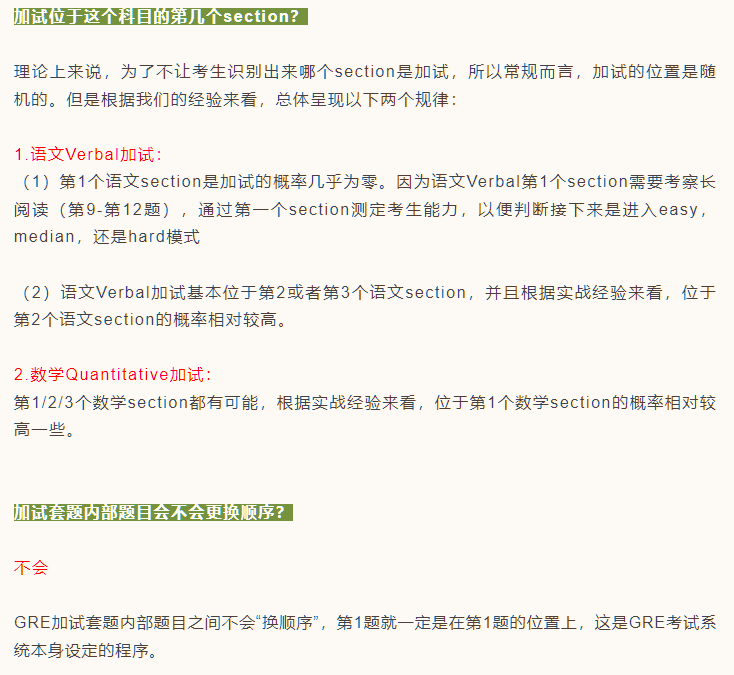 加试位于这个科目的第几个section？
理论上来说，为了不让考生识别出来哪个section是加试，所以常规而言，加试的位置是随
机的。但是根据我们的经验来看，总体呈现以下两个规律：
1.语文Verbal加试：
（1）第1个语文section是加试的概率几乎为零。因为语文Verbal第1个section需要考察长
阅读（第9-第12题），通过第一个section测定考生能力，以便判断接下来是进入easy，
median，还是hard模式
（2）语文Verbal加试基本位于第2或者第3个语文section，并且根据实战经验来看，位于
第2个语文section的概率相对较高。
2.数学Quantitative加试：
第1/2/3个数学section都有可能，根据实战经验来看，位于第1个数学section的概率相对较
高一些。
加试套题内部题目会不会更换顺序？
不会
GRE加试套题内部题目之间不会“换顺序”，第1题就一定是在第1题的位置上，这是GRE考试系
统本身设定的程序。